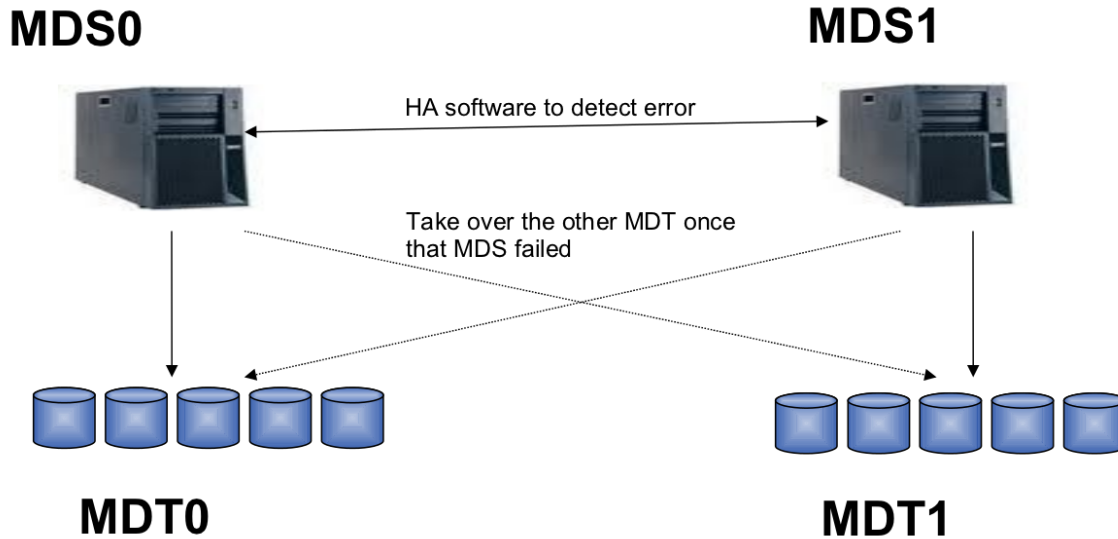 MDS0
MDS1
HA software to detect error
Take over the other MDT once
that MDS failed
MDT0
MDT1